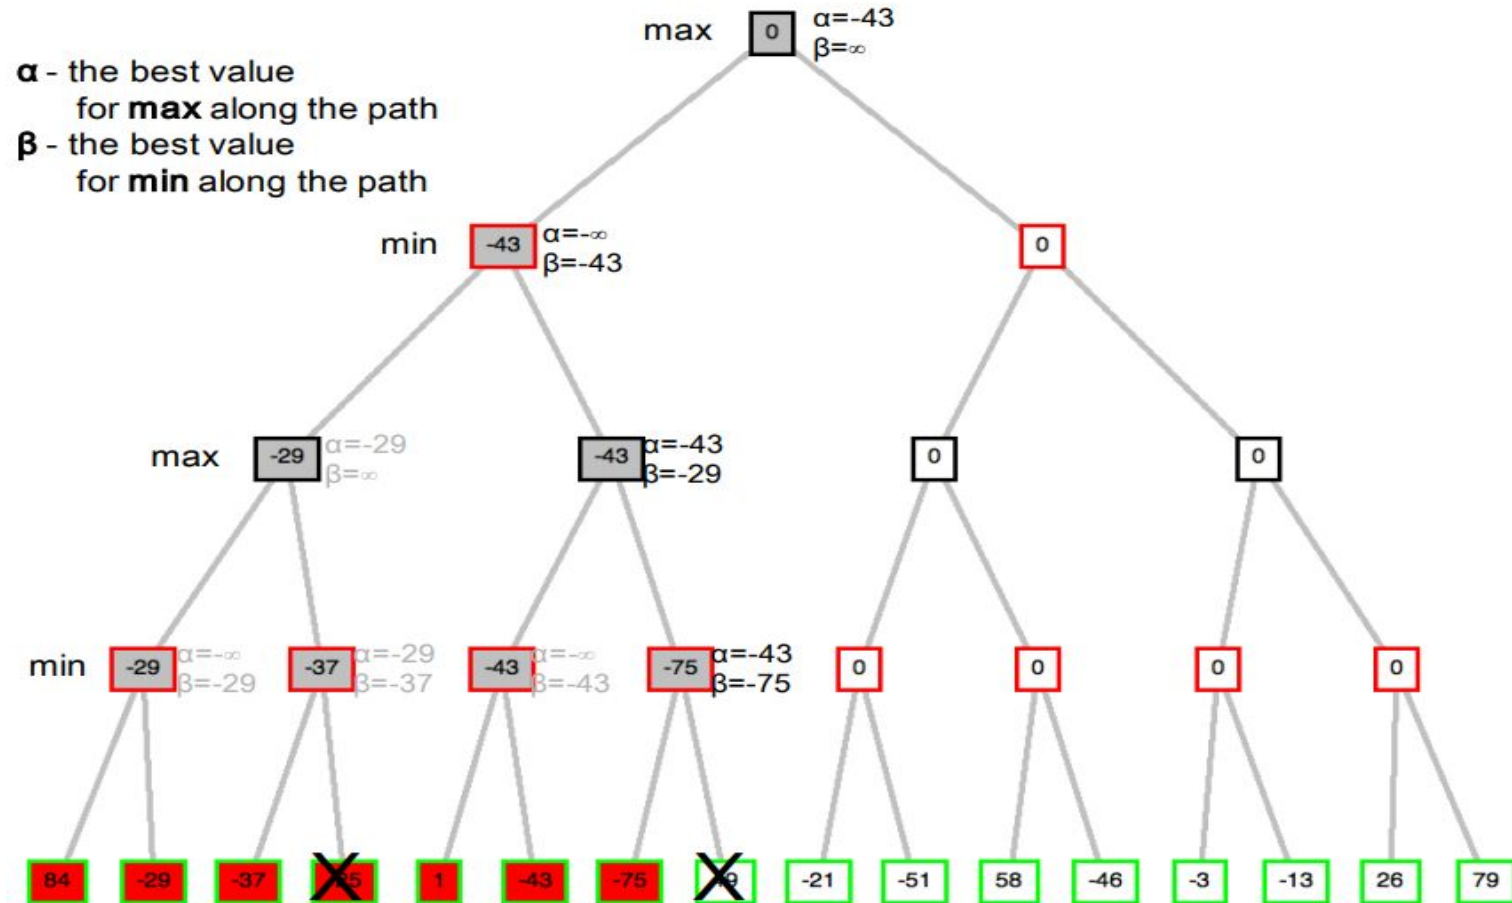 max 0 α=-43
β=∞
α - the best value
for max along the path
β - the best value
for min along the path
min -43 α=-∞ 0
β=-43
max -29 α=-29 -43 α=-43 0 0
β=∞ β=-29
min -29 α=-∞ -37 α=-29 -43 α=-∞ -75 α=-43 0 0 0 0
β=-29 β=-37 β=-43 β=-75
84 -29 -37 1 -43 -75 -21 -51 58 -46 -3 -13 26 79